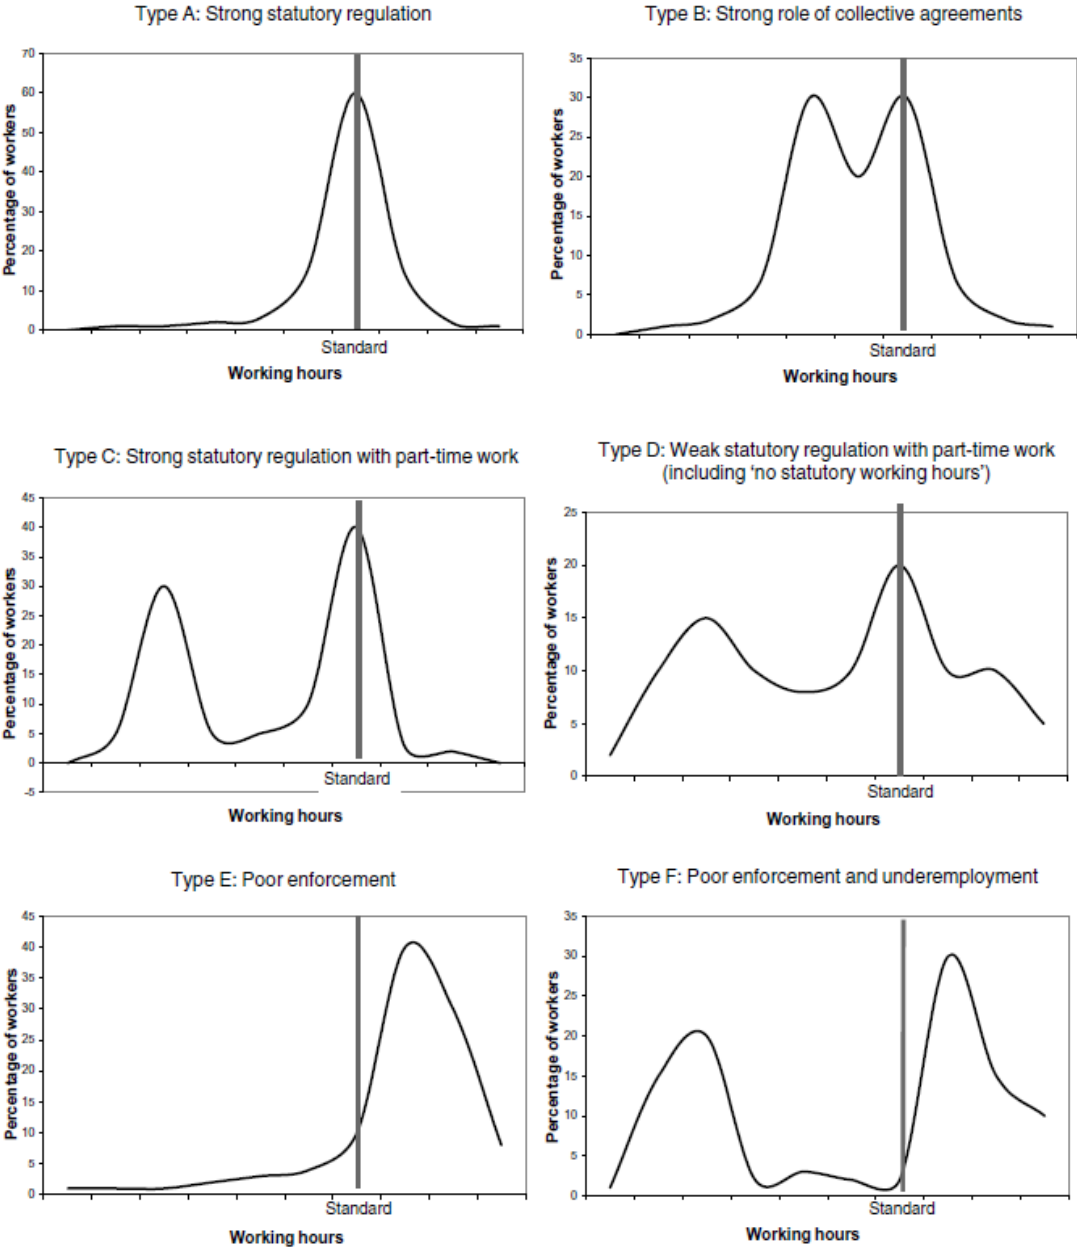 Type A: Strong statutory regulation
Percentage of workers
70
60
50
40
30
20
10
0
Standard
Working hours
Type B: Strong role of collective agreements
Percentage of workers
35
30
25
20
15
10
5
0
Standard
Working hours
Type C: Strong statutory regulation with part-time work
Percentage of workers
45
40
35
30
25
20
15
10
5
0
-5
Standard
Working hours
Type D: Weak statutory regulation with part-time work
(including ‘no statutory working hours’)
Percentage of workers
25
20
15
10
5
0
Standard
Working hours
Type E: Poor enforcement
Percentage of workers
45
40
35
30
25
20
15
10
5
0
Standard
Working hours
Type F: Poor enforcement and underemployment
Percentage of workers
35
30
25
20
15
10
5
0
Standard
Working hours